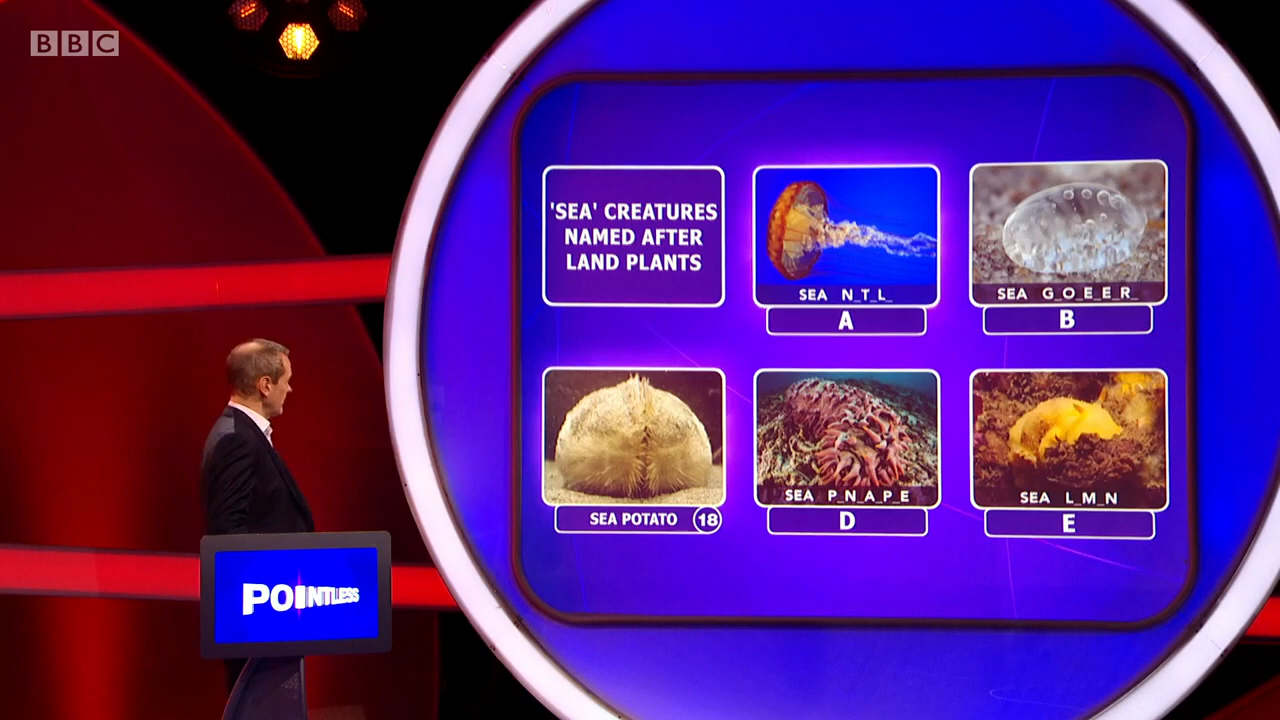 BBC
'SEA' CREATURES
NAMED AFTER
LAND PLANTS
SEA N_T_L_
A
SEA G_O_E_E_R_
B
SEA POTATO 18
SEA P_N_A_P_E
D
SEA L_M_N
E
POINTLESS